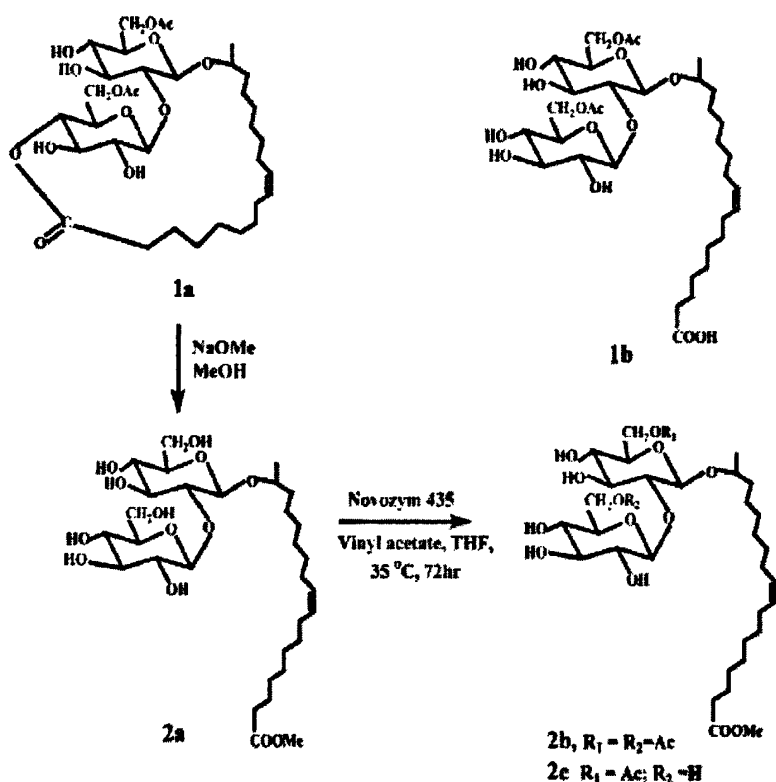 CH₂OAc
HO
HO
O
O
CH₂OAc
O
O
O
HO
OH
O
C
O
1a
CH₂OAc
HO
HO
O
O
CH₂OAc
O
O
HO
HO
OH
COOH
1b
NaOMe
MeOH
CH₂OH
HO
HO
O
O
CH₂OH
O
O
HO
HO
OH
COOMe
2a
Novozym 435
Vinyl acetate, THF,
35 °C, 72hr
CH₂OR₁
HO
HO
O
O
CH₂OR₂
O
O
HO
HO
OH
COOMe
2b, R₁ = R₂=Ac
2c R₁ = Ac; R₂ =H